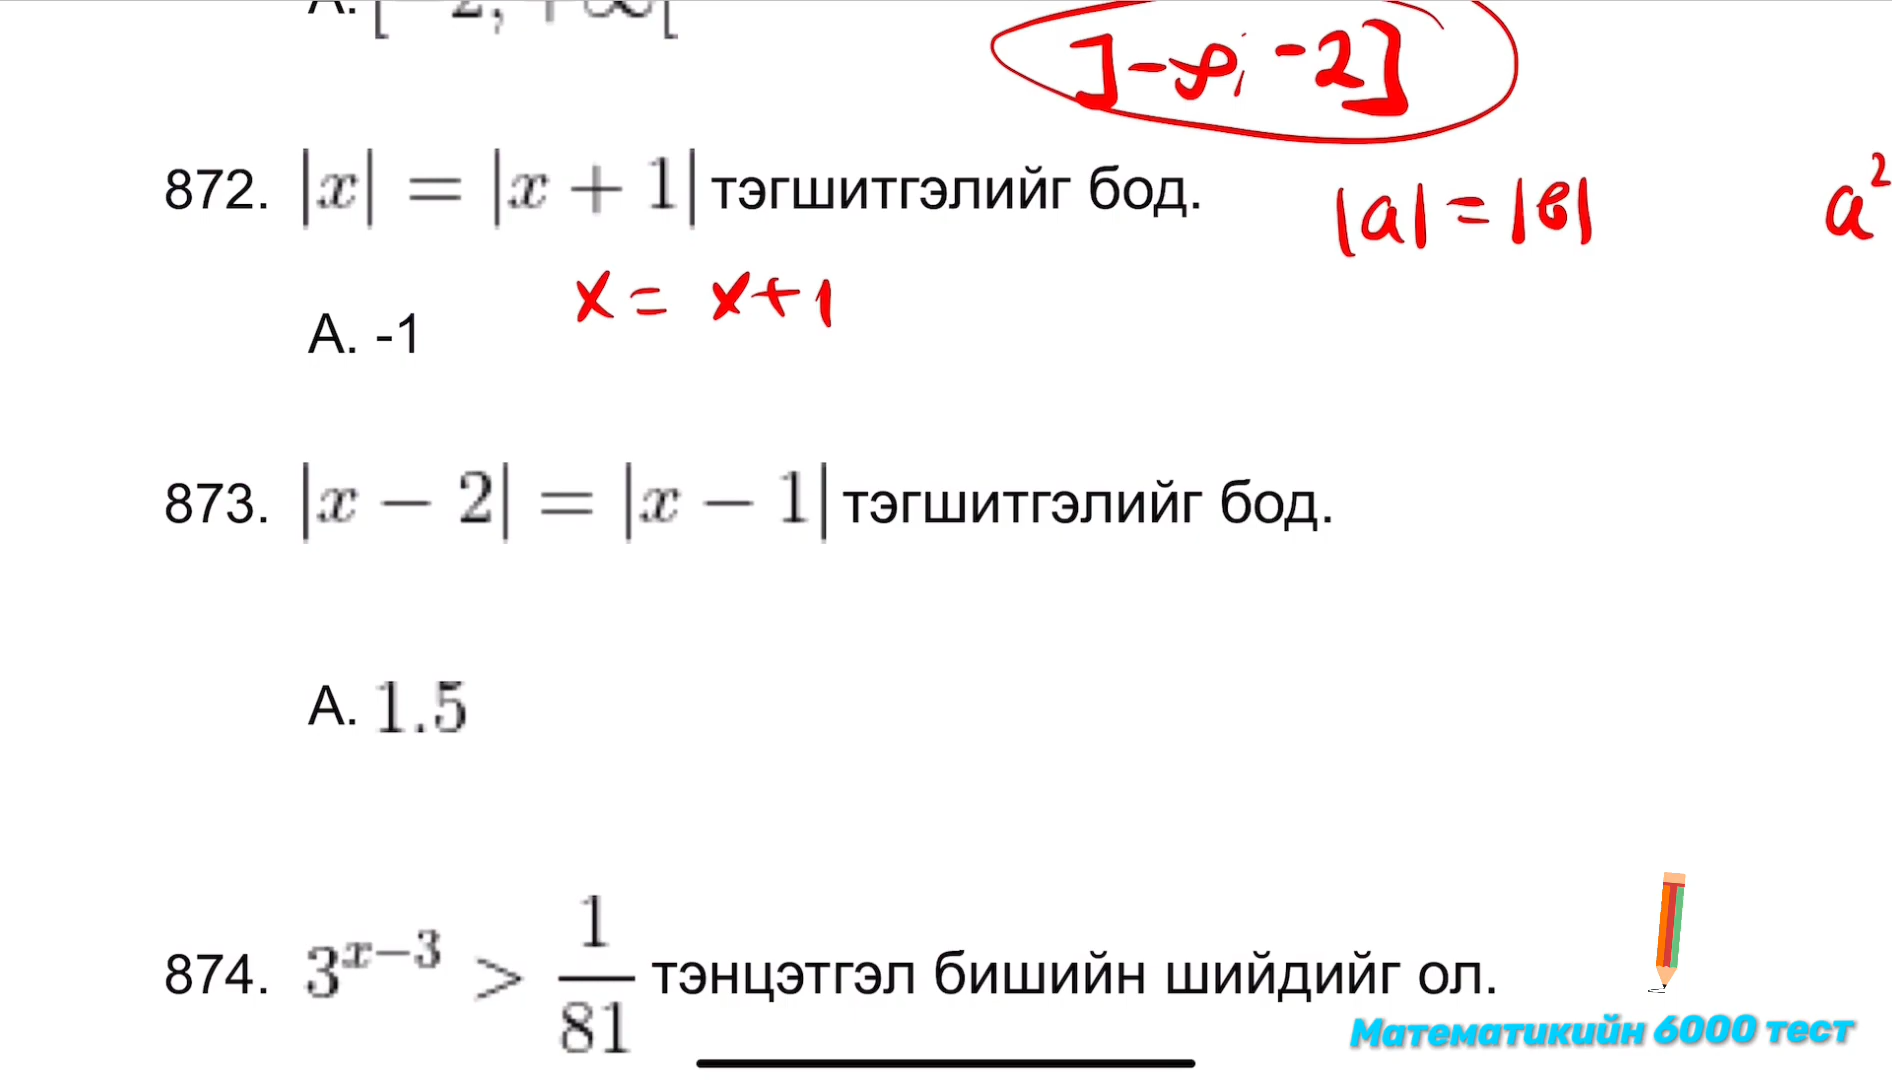 ]-∞; -2]
872. |x| = |x + 1| тэгшитгэлийг бод.
|a| = |в|
a²
x = x+1
A. -1
873. |x − 2| = |x − 1| тэгшитгэлийг бод.
A. 1.5
874. 3^{x−3} > 1/81 тэнцэтгэл бишийн шийдийг ол.
Математикийн 6000 тест